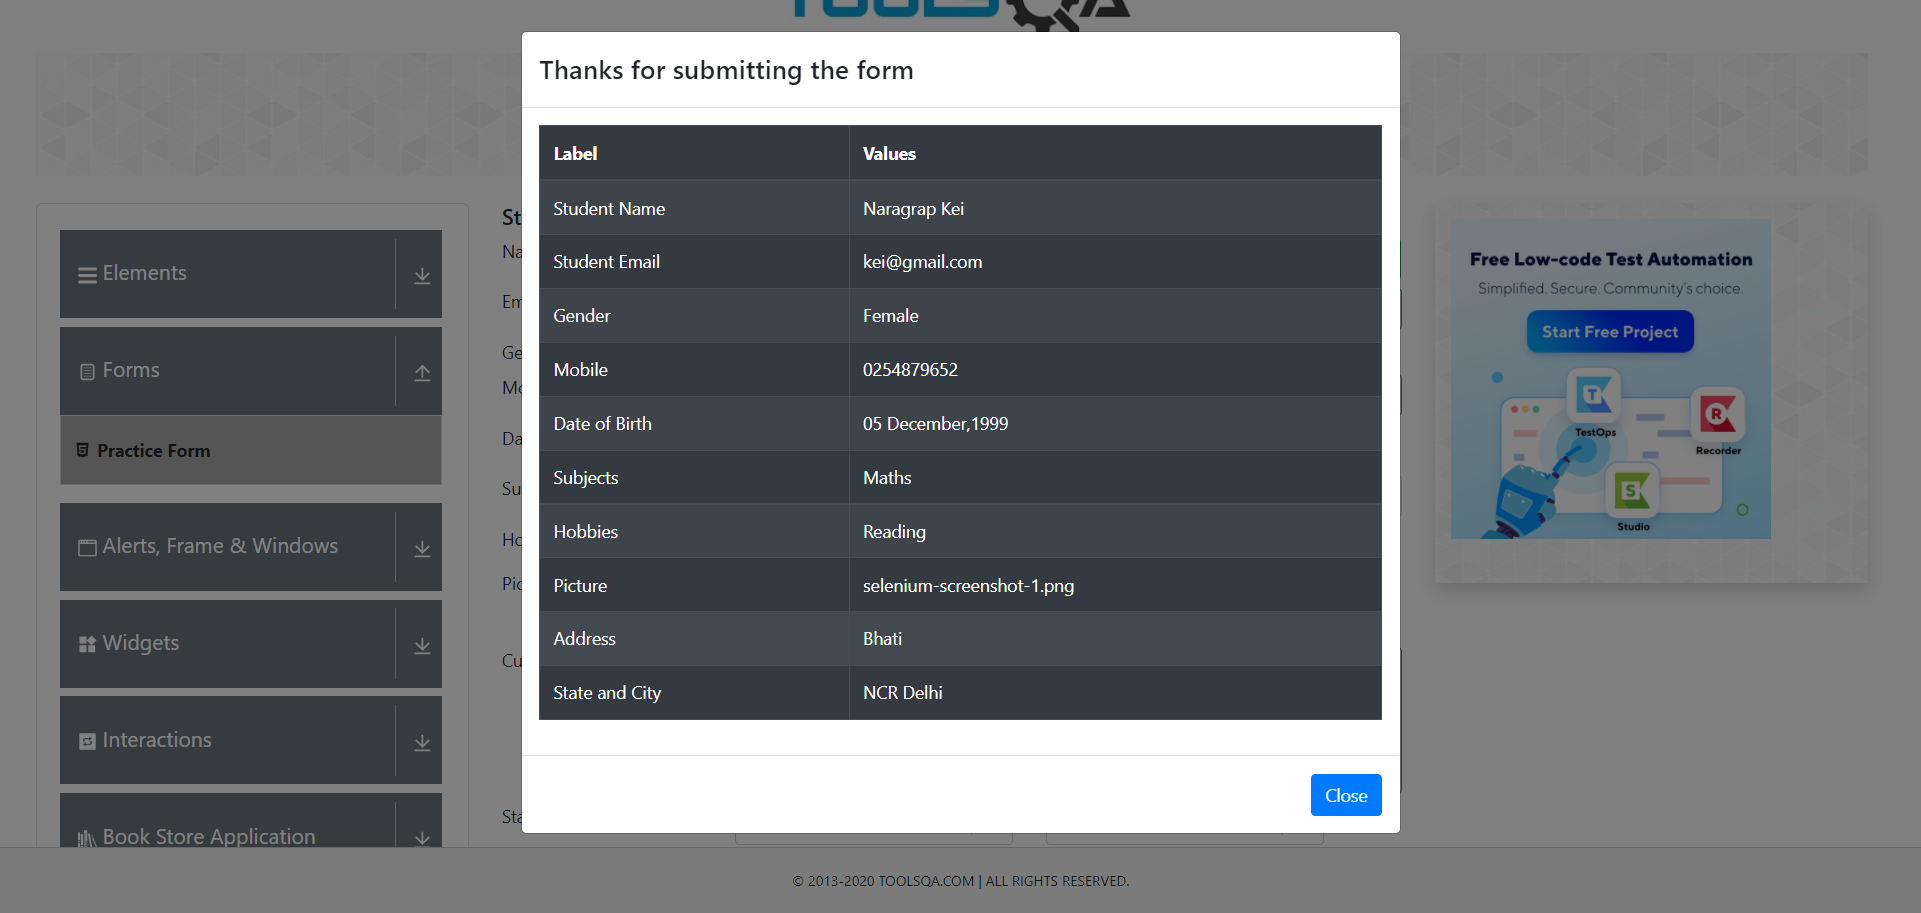 TOOLSQA
Thanks for submitting the form
Label Values
Student Name Naragrap Kei
Student Email kei@gmail.com
Gender Female
Mobile 0254879652
Date of Birth 05 December,1999
Subjects Maths
Hobbies Reading
Picture selenium-screenshot-1.png
Address Bhati
State and City NCR Delhi
Close
Elements
Forms
Practice Form
Alerts, Frame & Windows
Widgets
Interactions
Book Store Application
St
Na
Em
Ge
Mo
Da
Su
Ho
Pic
Cu
Sta
Free Low-code Test Automation
Simplified. Secure. Community's choice.
Start Free Project
TestOps
Recorder
Studio
© 2013-2020 TOOLSQA.COM | ALL RIGHTS RESERVED.